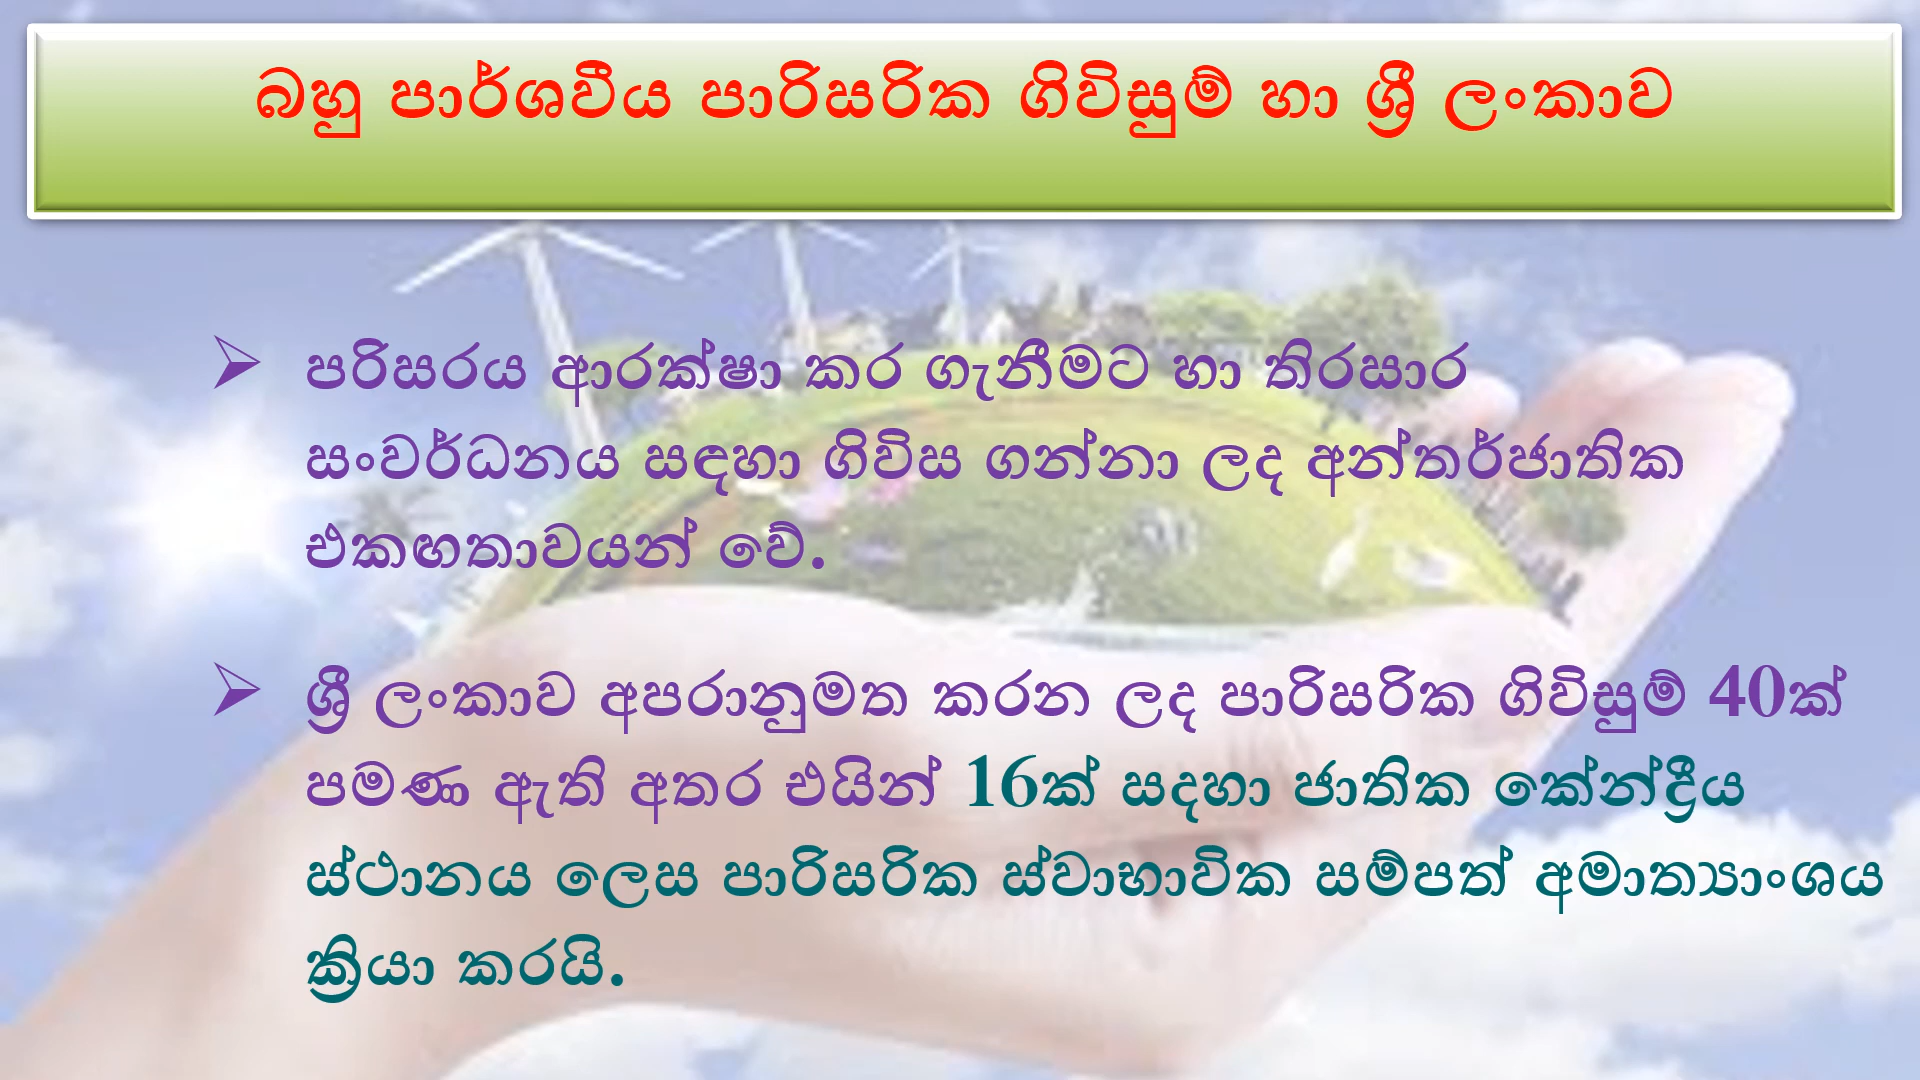 බහු පාර්ශවීය පාරිසරික ගිවිසුම් හා ශ්‍රී ලංකාව
➢ පරිසරය ආරක්ෂා කර ගැනීමට හා තිරසාර
සංවර්ධනය සඳහා ගිවිස ගන්නා ලද අන්තර්ජාතික
එකඟතාවයන් වේ.
➢ ශ්‍රී ලංකාව අපරානුමත කරන ලද පාරිසරික ගිවිසුම් 40ක්
පමණ ඇති අතර එයින් 16ක් සදහා ජාතික කේන්ද්‍රීය
ස්ථානය ලෙස පාරිසරික ස්වාභාවික සම්පත් අමාත්‍යාංශය
ක්‍රියා කරයි.